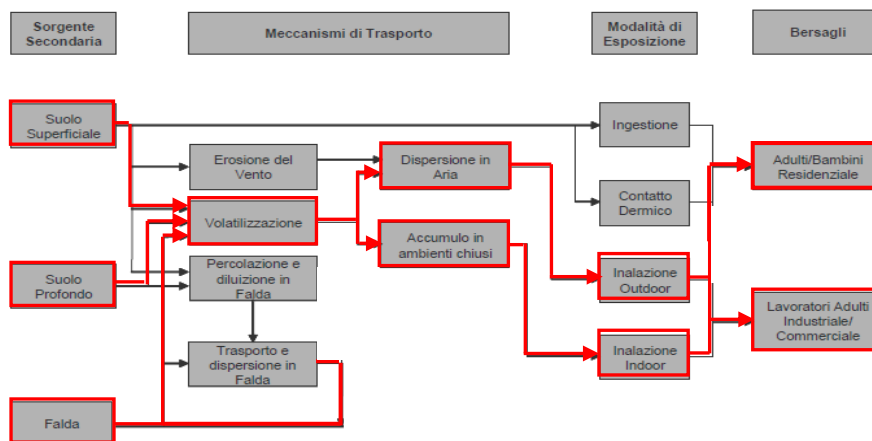 Sorgente
Secondaria
Meccanismi di Trasporto
Modalità di
Esposizione
Bersagli
Suolo
Superficiale
Ingestione
Erosione del
Vento
Dispersione in
Aria
Adulti/Bambini
Residenziale
Contatto
Dermico
Volatilizzazione
Accumulo in
ambienti chiusi
Suolo
Profondo
Percolazione e
diluizione in
Falda
Inalazione
Outdoor
Lavoratori Adulti
Industriale/
Commerciale
Trasporto e
dispersione in
Falda
Inalazione
Indoor
Falda